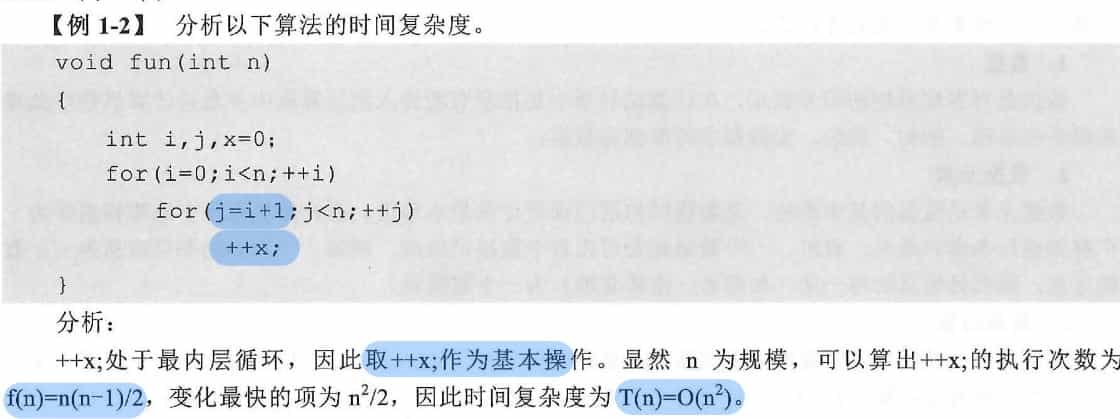 【例 1-2】 分析以下算法的时间复杂度。
void fun(int n)
{
int i,j,x=0;
for(i=0;i<n;++i)
for(j=i+1;j<n;++j)
++x;
}
分析：
++x;处于最内层循环，因此取++x;作为基本操作。显然 n 为规模，可以算出++x;的执行次数为
f(n)=n(n−1)/2，变化最快的项为 n²/2，因此时间复杂度为 T(n)=O(n²)。